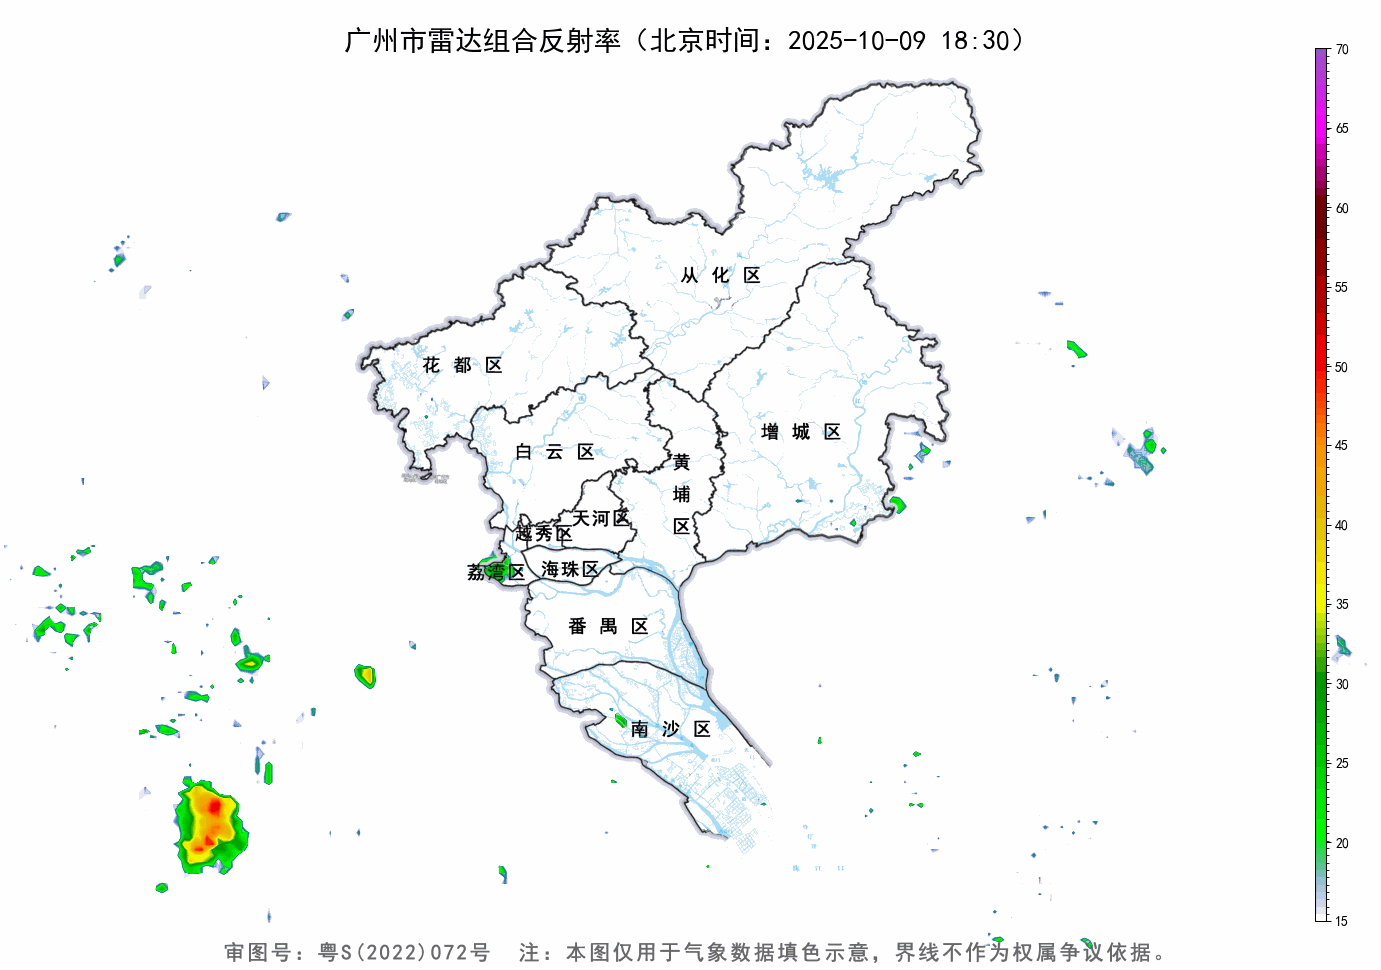 广州市雷达组合反射率（北京时间：2025-10-09 18:30）
70
65
60
55
50
45
40
35
30
25
20
15
从化区
花都区
增城区
白云区
黄埔区
天河区
越秀区
海珠区
荔湾区
番禺区
南沙区
审图号：粤S(2022)072号 注：本图仅用于气象数据填色示意，界线不作为权属争议依据。